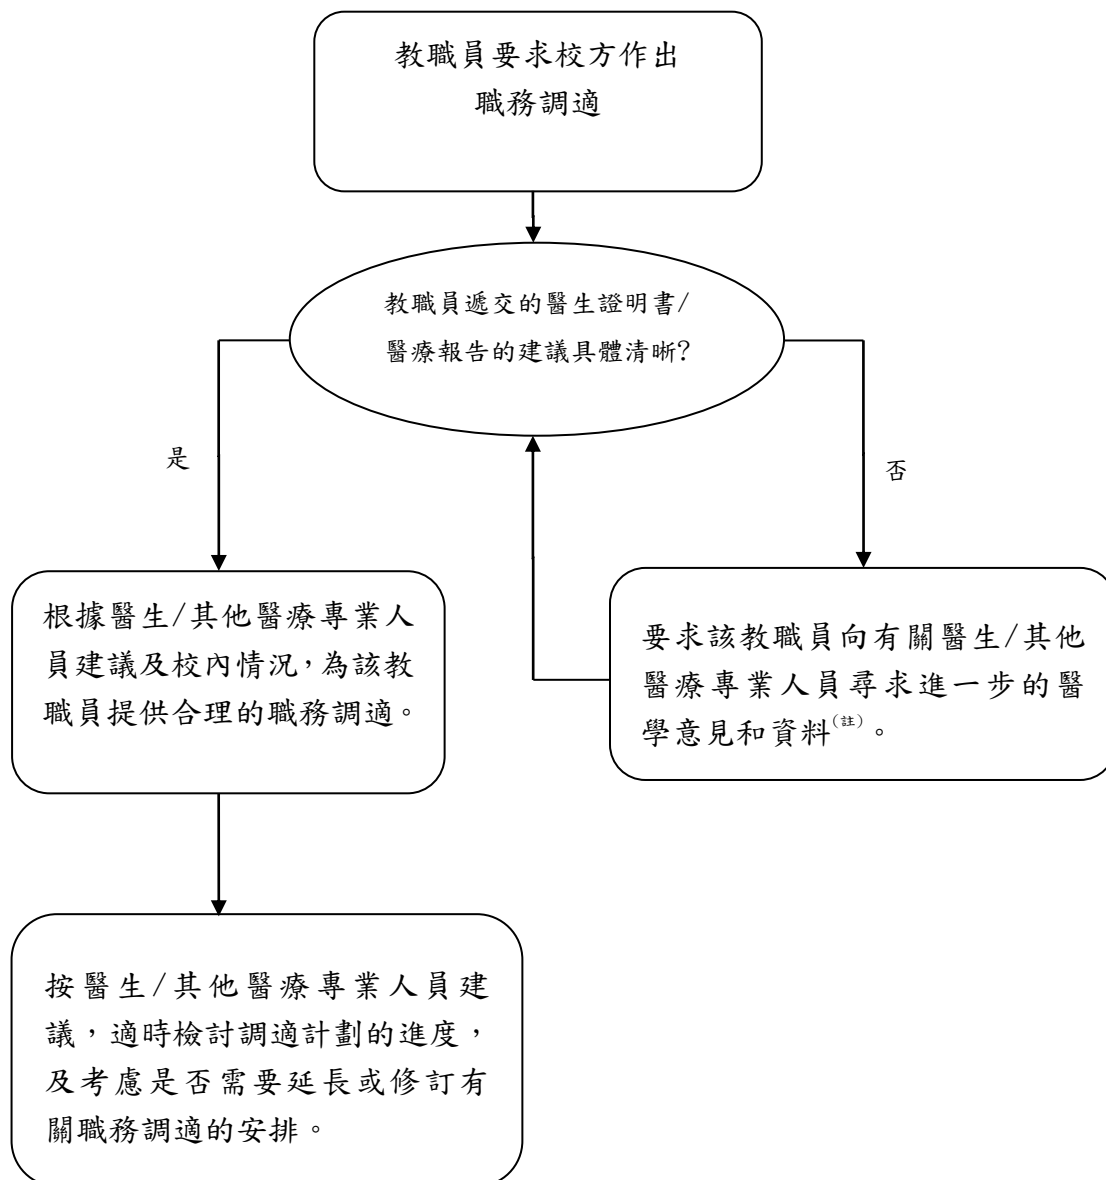 教職員要求校方作出
職務調適
教職員遞交的醫生證明書/
醫療報告的建議具體清晰?
是
否
根據醫生/其他醫療專業人
員建議及校內情況，為該教
職員提供合理的職務調適。
要求該教職員向有關醫生/其他
醫療專業人員尋求進一步的醫
學意見和資料(註)。
按醫生/其他醫療專業人員建
議，適時檢討調適計劃的進度，
及考慮是否需要延長或修訂有
關職務調適的安排。